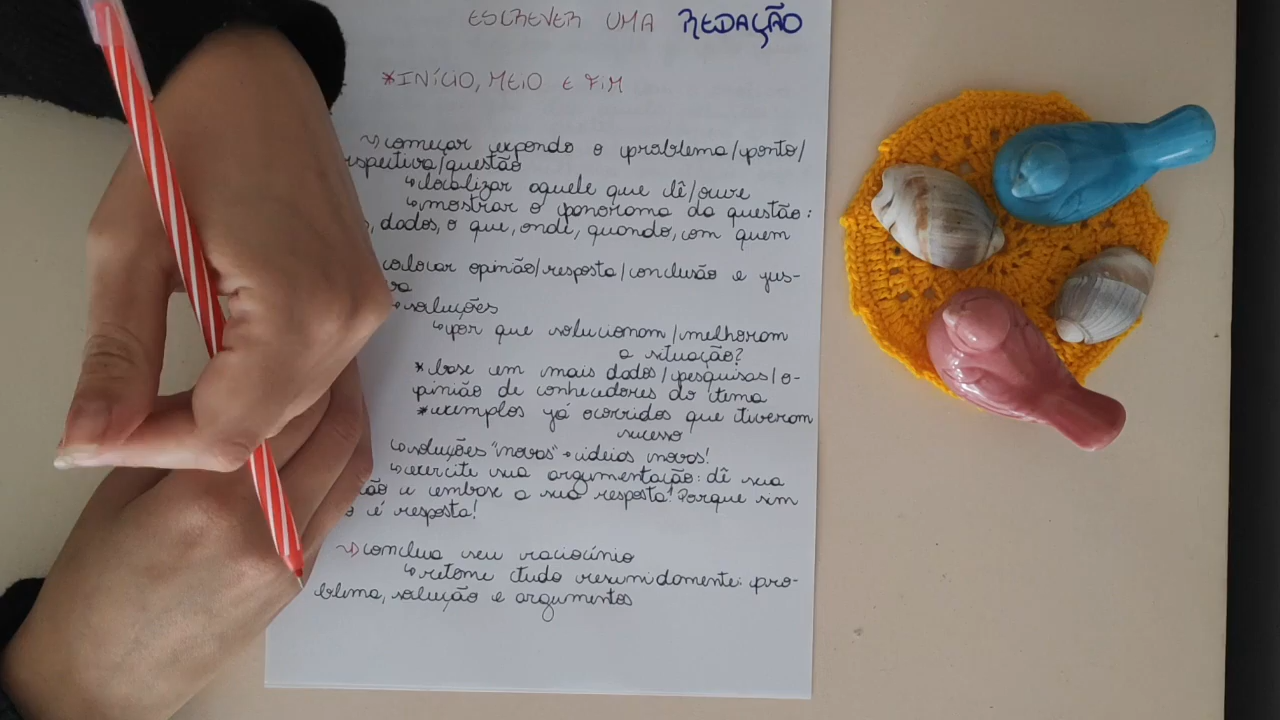 ESCREVER UMA REDAÇÃO
*INÍCIO, MEIO E FIM
começar expondo o problema/ponto/
spectiva/questão
↳localizar aquele que lê/ouve
↳mostrar o panorama da questão:
, dados, o que, onde, quando, com quem
colocar opinião/resposta/conclusão e jus-
va
soluções
↳por que solucionam/melhoram
a situação?
*base em mais dados/pesquisas/o-
pinião de conhecedores do tema
*exemplos já ocorridos que tiveram
sucesso
↳soluções "novas" → ideias novas!
↳exercite sua argumentação: dê sua
ão e embase a sua resposta! Porque sim
é resposta!
conclua seu raciocínio
↳retome tudo resumidamente: pro-
blema, solução e argumentos